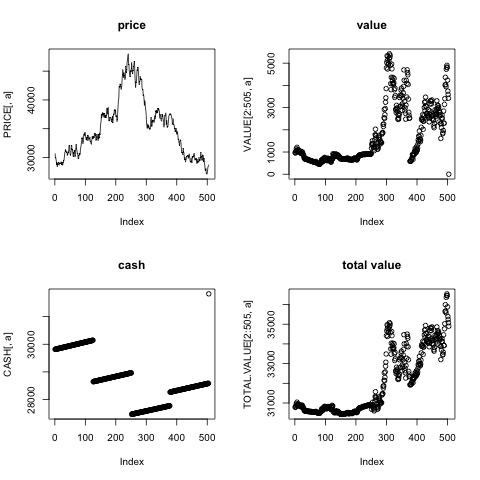 price
PRICE[, a]
30000
40000
0
100
200
300
400
500
Index
value
VALUE[2:505, a]
0
1000
3000
5000
0
100
200
300
400
500
Index
cash
CASH[, a]
28000
30000
0
100
200
300
400
500
Index
total value
TOTAL.VALUE[2:505, a]
31000
33000
35000
0
100
200
300
400
500
Index